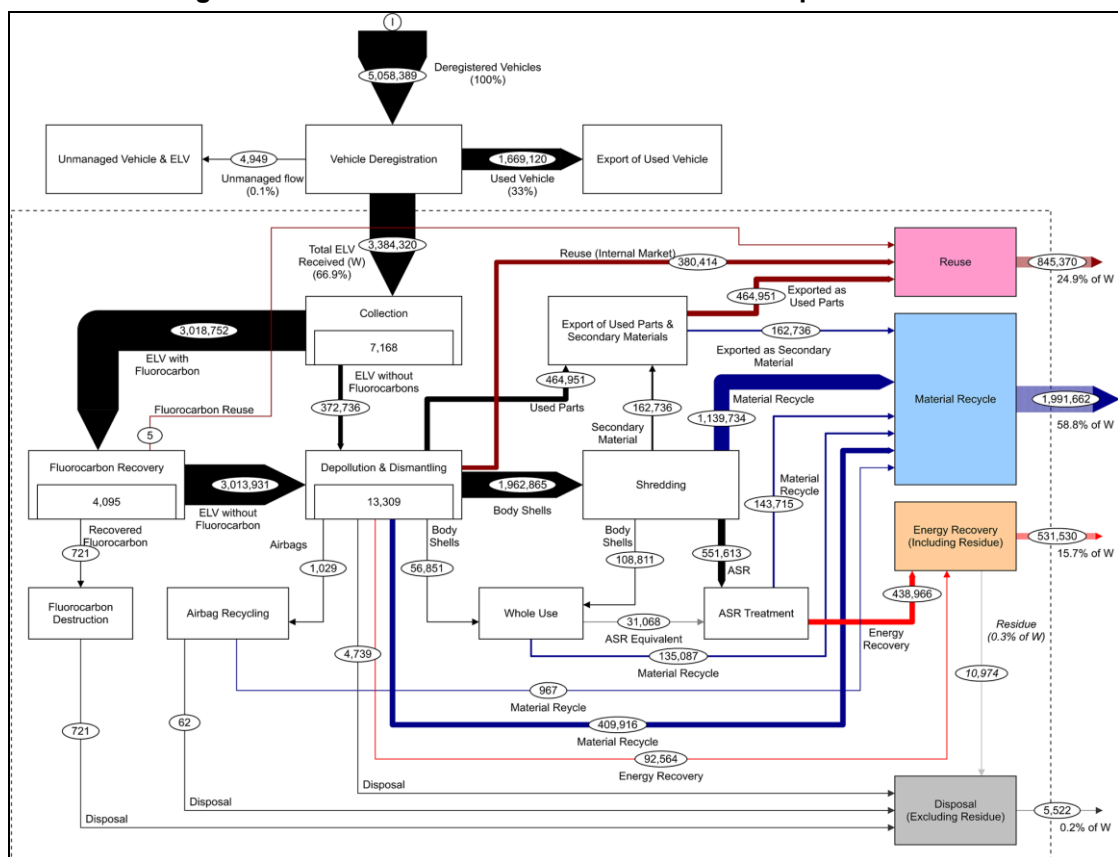 I
5,058,389
Deregistered Vehicles
(100%)
Unmanaged Vehicle & ELV
4,949
Unmanaged flow
(0.1%)
Vehicle Deregistration
1,669,120
Used Vehicle
(33%)
Export of Used Vehicle
Total ELV
Received (W)
(66.9%)
3,384,320
Reuse (Internal Market)
380,414
Reuse
845,370
24.9% of W
464,951
Exported as
Used Parts
Collection
7,168
3,018,752
ELV with
Fluorocarbon
Export of Used Parts &
Secondary Materials
162,736
Exported as Secondary
Material
ELV without
Fluorocarbons
372,736
464,951
Used Parts
162,736
Secondary
Material
Material Recycle
1,139,734
Material Recycle
1,991,662
58.8% of W
Fluorocarbon Reuse
5
Fluorocarbon Recovery
4,095
3,013,931
ELV without
Fluorocarbon
Depollution & Dismantling
13,309
1,962,865
Body Shells
Shredding
Material
Recycle
143,715
Recovered
Fluorocarbon
721
Airbags
1,029
Body
Shells
56,851
Body
Shells
108,811
551,613
ASR
Energy Recovery
(Including Residue)
531,530
15.7% of W
438,966
Energy
Recovery
Fluorocarbon
Destruction
Airbag Recycling
Whole Use
31,068
ASR Equivalent
ASR Treatment
Residue
(0.3% of W)
10,974
4,739
135,087
Material Recycle
967
Material Reycle
721
62
409,916
Material Recycle
92,564
Energy Recovery
Disposal
Disposal
Disposal
Disposal
(Excluding Residue)
5,522
0.2% of W